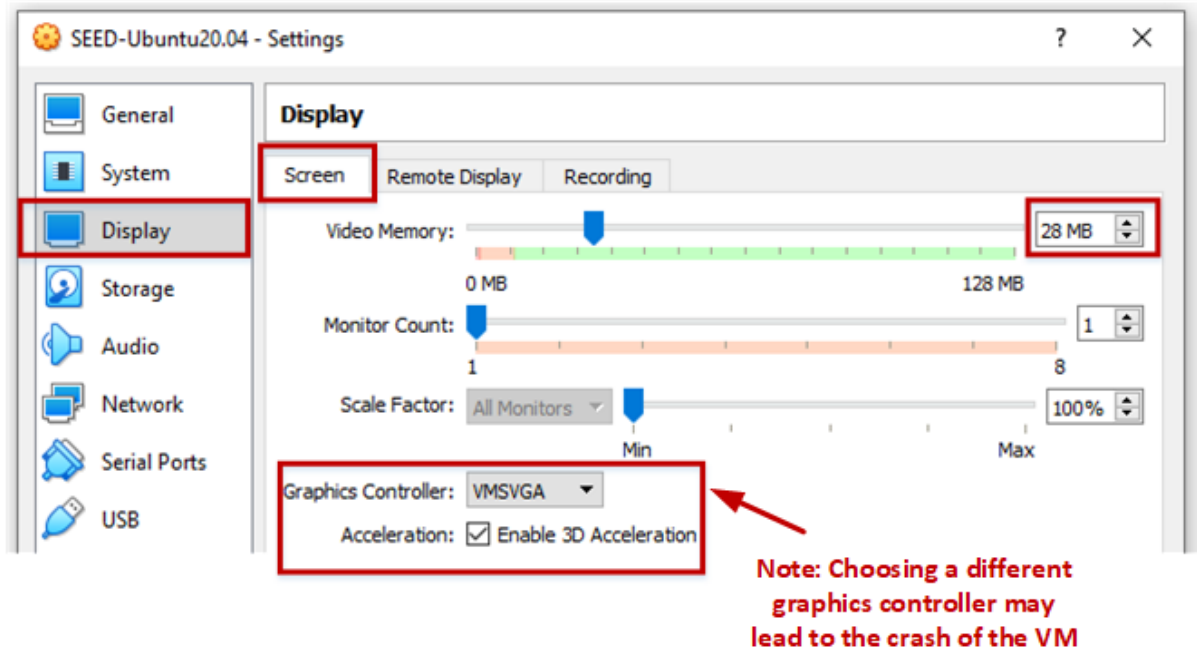 SEED-Ubuntu20.04 - Settings ? ×
General
System
Display
Storage
Audio
Network
Serial Ports
USB
Display
Screen Remote Display Recording
Video Memory: 28 MB
0 MB 128 MB
Monitor Count: 1
1 8
Scale Factor: All Monitors 100%
Min Max
Graphics Controller: VMSVGA
Acceleration: Enable 3D Acceleration
Note: Choosing a different
graphics controller may
lead to the crash of the VM